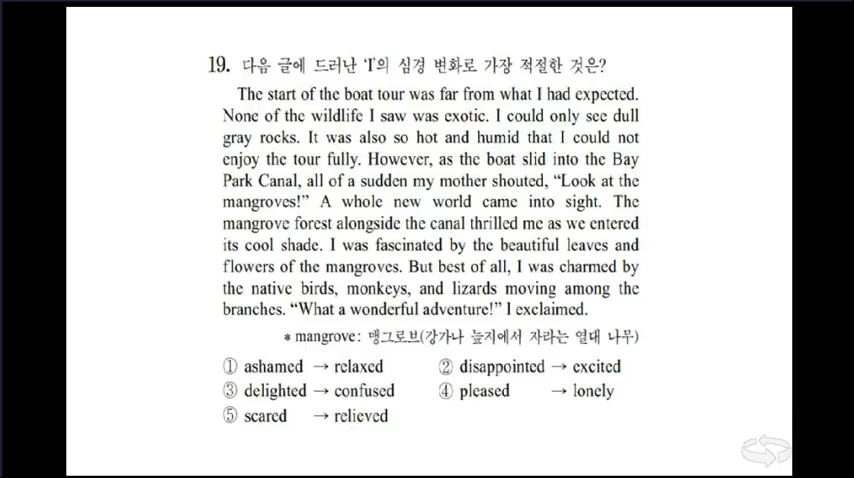 19. 다음 글에 드러난 'I'의 심경 변화로 가장 적절한 것은?
The start of the boat tour was far from what I had expected.
None of the wildlife I saw was exotic. I could only see dull
gray rocks. It was also so hot and humid that I could not
enjoy the tour fully. However, as the boat slid into the Bay
Park Canal, all of a sudden my mother shouted, “Look at the
mangroves!” A whole new world came into sight. The
mangrove forest alongside the canal thrilled me as we entered
its cool shade. I was fascinated by the beautiful leaves and
flowers of the mangroves. But best of all, I was charmed by
the native birds, monkeys, and lizards moving among the
branches. “What a wonderful adventure!” I exclaimed.
* mangrove: 맹그로브(강가나 늪지에서 자라는 열대 나무)
① ashamed → relaxed ② disappointed → excited
③ delighted → confused ④ pleased → lonely
⑤ scared → relieved